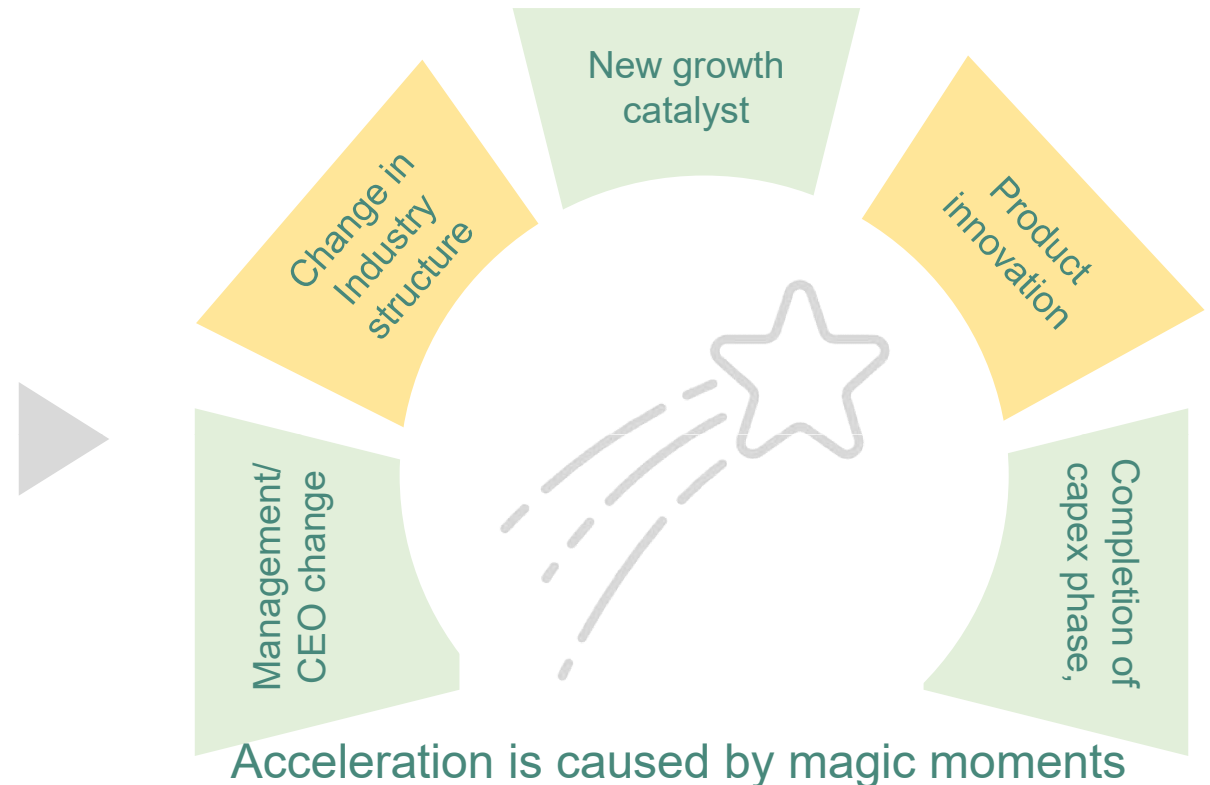 Management/
CEO change
Change in
Industry
structure
New growth
catalyst
Product
innovation
Completion of
capex phase,
Acceleration is caused by magic moments